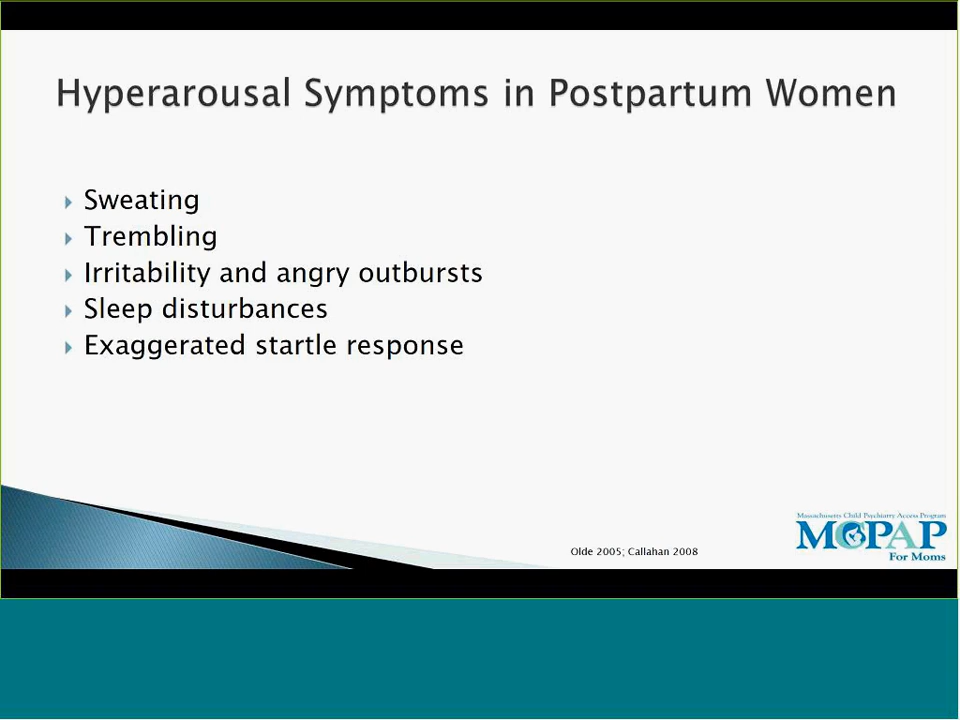 Hyperarousal Symptoms in Postpartum Women
Sweating
Trembling
Irritability and angry outbursts
Sleep disturbances
Exaggerated startle response
Olde 2005; Callahan 2008
Massachusetts Child Psychiatry Access Program
MCPAP
For Moms